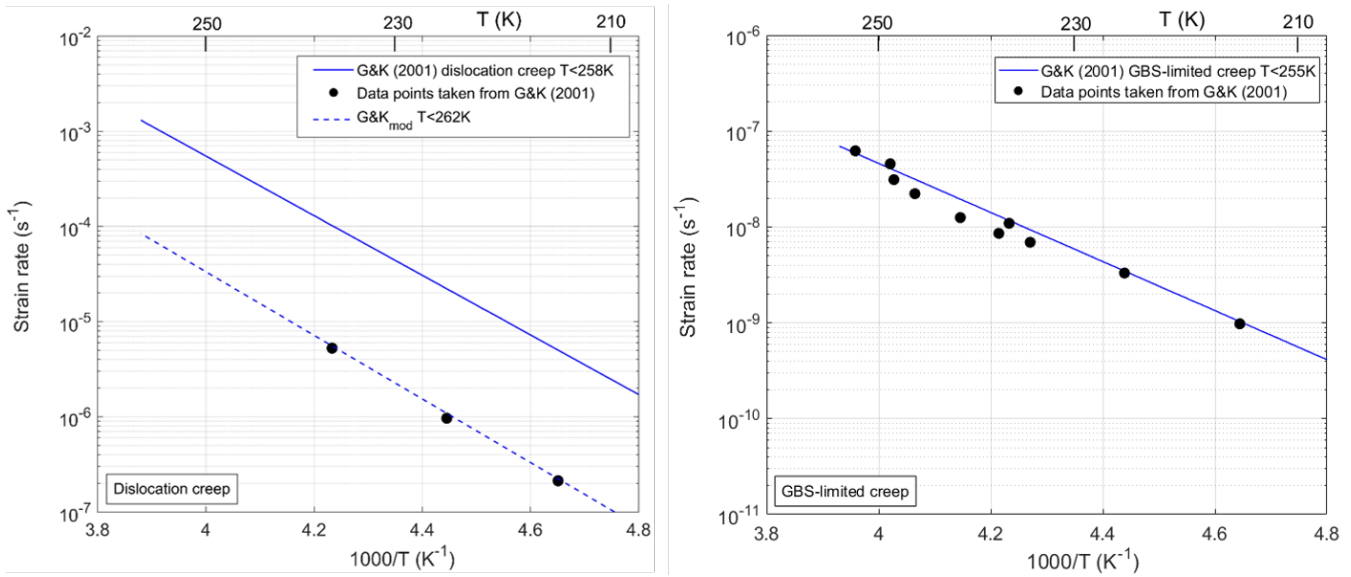 250 230 T (K) 210
10-2
10-3
10-4
10-5
10-6
10-7
Strain rate (s-1)
G&K (2001) dislocation creep T<258K
Data points taken from G&K (2001)
G&Kmod T<262K
Dislocation creep
3.8 4 4.2 4.4 4.6 4.8
1000/T (K-1)
250 230 T (K) 210
10-6
10-7
10-8
10-9
10-10
10-11
Strain rate (s-1)
G&K (2001) GBS-limited creep T<255K
Data points taken from G&K (2001)
GBS-limited creep
3.8 4 4.2 4.4 4.6 4.8
1000/T (K-1)